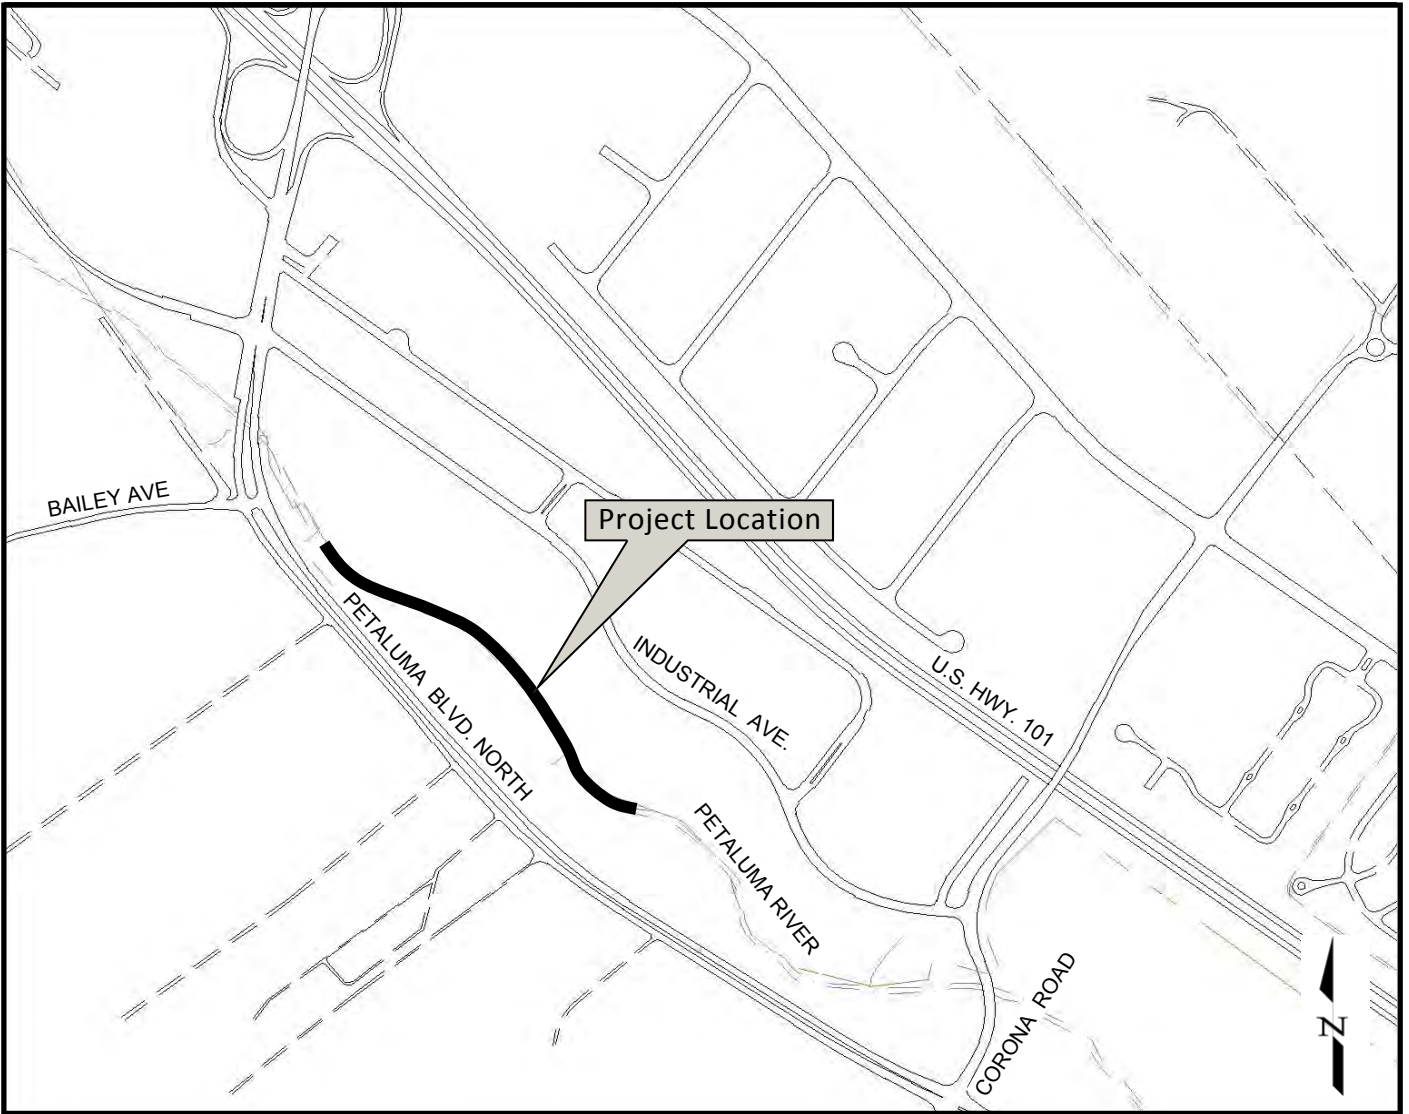 BAILEY AVE
Project Location
PETALUMA BLVD. NORTH
INDUSTRIAL AVE.
U.S. HWY. 101
PETALUMA RIVER
CORONA ROAD
N